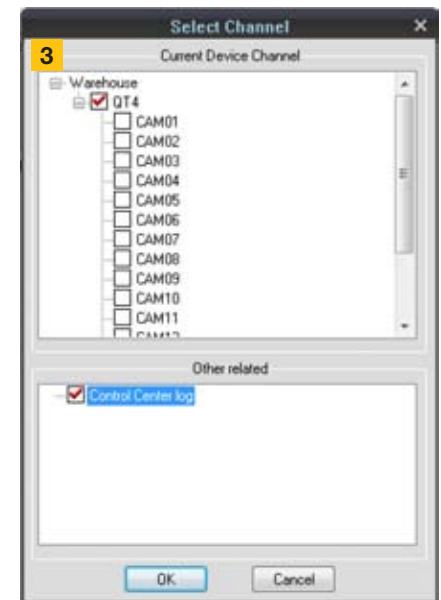 Select Channel
3
Current Device Channel
Warehouse
QT4
CAM01
CAM02
CAM03
CAM04
CAM05
CAM06
CAM07
CAM08
CAM09
CAM10
CAM11
Other related
Control Center log
OK
Cancel